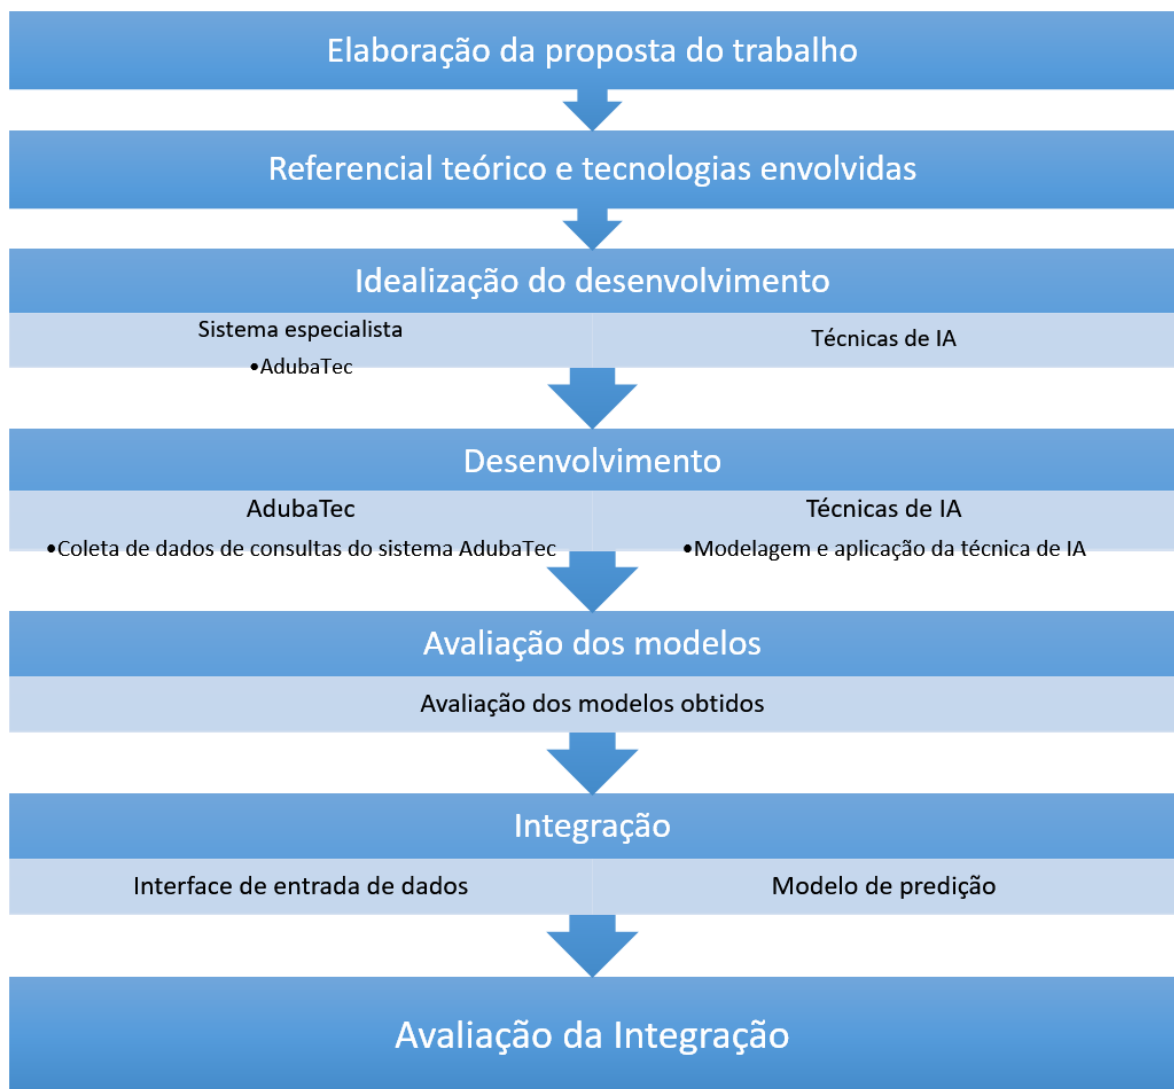 Elaboração da proposta do trabalho
Referencial teórico e tecnologias envolvidas
Idealização do desenvolvimento
Sistema especialista
•AdubaTec
Técnicas de IA
Desenvolvimento
AdubaTec
•Coleta de dados de consultas do sistema AdubaTec
Técnicas de IA
•Modelagem e aplicação da técnica de IA
Avaliação dos modelos
Avaliação dos modelos obtidos
Integração
Interface de entrada de dados
Modelo de predição
Avaliação da Integração